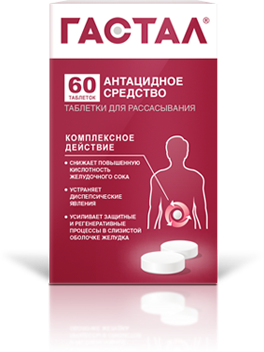 ГАСТАЛ®
60 ТАБЛЕТОК
АНТАЦИДНОЕ
СРЕДСТВО
ТАБЛЕТКИ ДЛЯ РАССАСЫВАНИЯ
КОМПЛЕКСНОЕ
ДЕЙСТВИЕ
• СНИЖАЕТ ПОВЫШЕННУЮ
КИСЛОТНОСТЬ
ЖЕЛУДОЧНОГО СОКА
• УСТРАНЯЕТ
ДИСПЕПСИЧЕСКИЕ
ЯВЛЕНИЯ
• УСИЛИВАЕТ ЗАЩИТНЫЕ
И РЕГЕНЕРАТИВНЫЕ
ПРОЦЕССЫ В СЛИЗИСТОЙ
ОБОЛОЧКЕ ЖЕЛУДКА